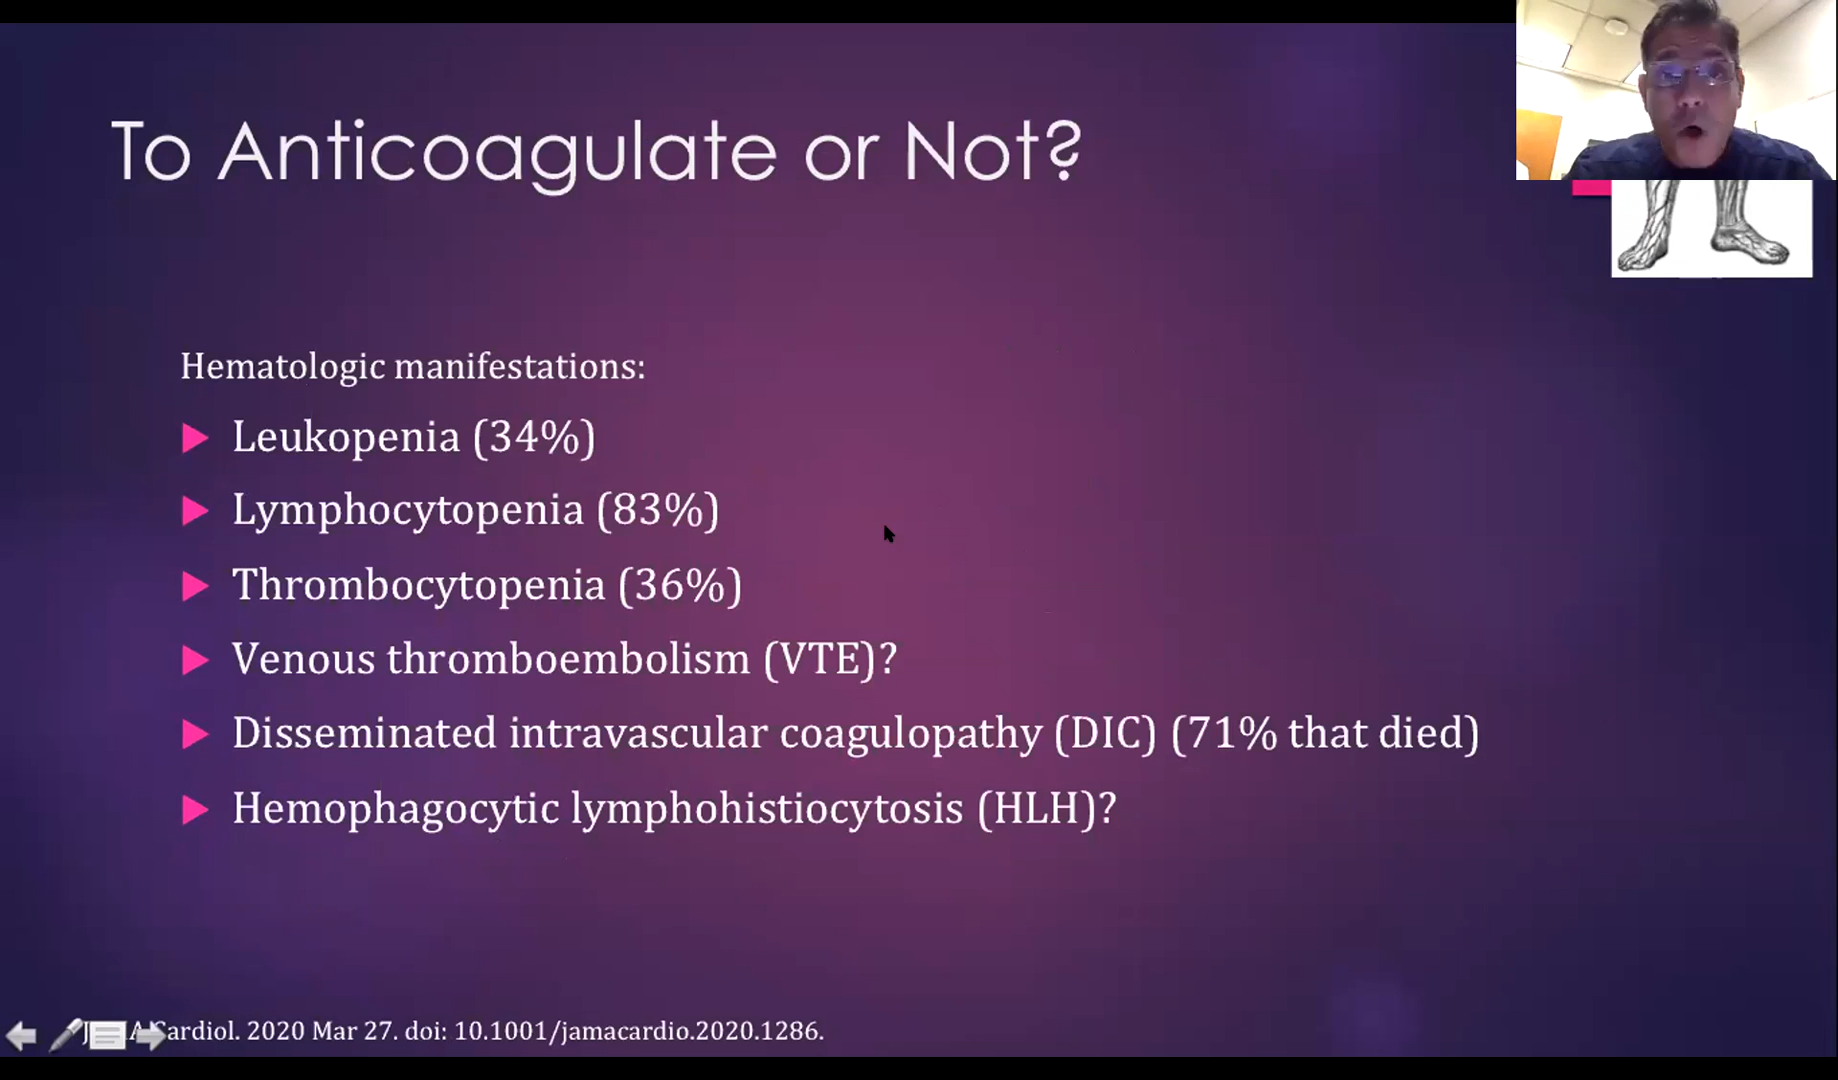 To Anticoagulate or Not?
Hematologic manifestations:
Leukopenia (34%)
Lymphocytopenia (83%)
Thrombocytopenia (36%)
Venous thromboembolism (VTE)?
Disseminated intravascular coagulopathy (DIC) (71% that died)
Hemophagocytic lymphohistiocytosis (HLH)?
Cardiol. 2020 Mar 27. doi: 10.1001/jamacardio.2020.1286.